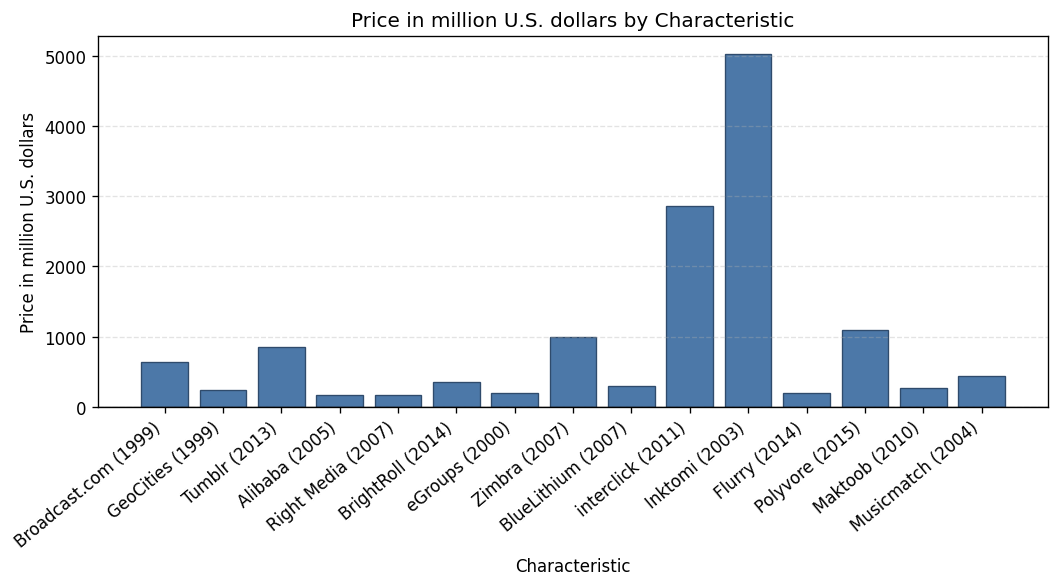 Price in million U.S. dollars by Characteristic
Price in million U.S. dollars
5000
4000
3000
2000
1000
0
Broadcast.com (1999)
GeoCities (1999)
Tumblr (2013)
Alibaba (2005)
Right Media (2007)
BrightRoll (2014)
eGroups (2000)
Zimbra (2007)
BlueLithium (2007)
interclick (2011)
Inktomi (2003)
Flurry (2014)
Polyvore (2015)
Maktoob (2010)
Musicmatch (2004)
Characteristic